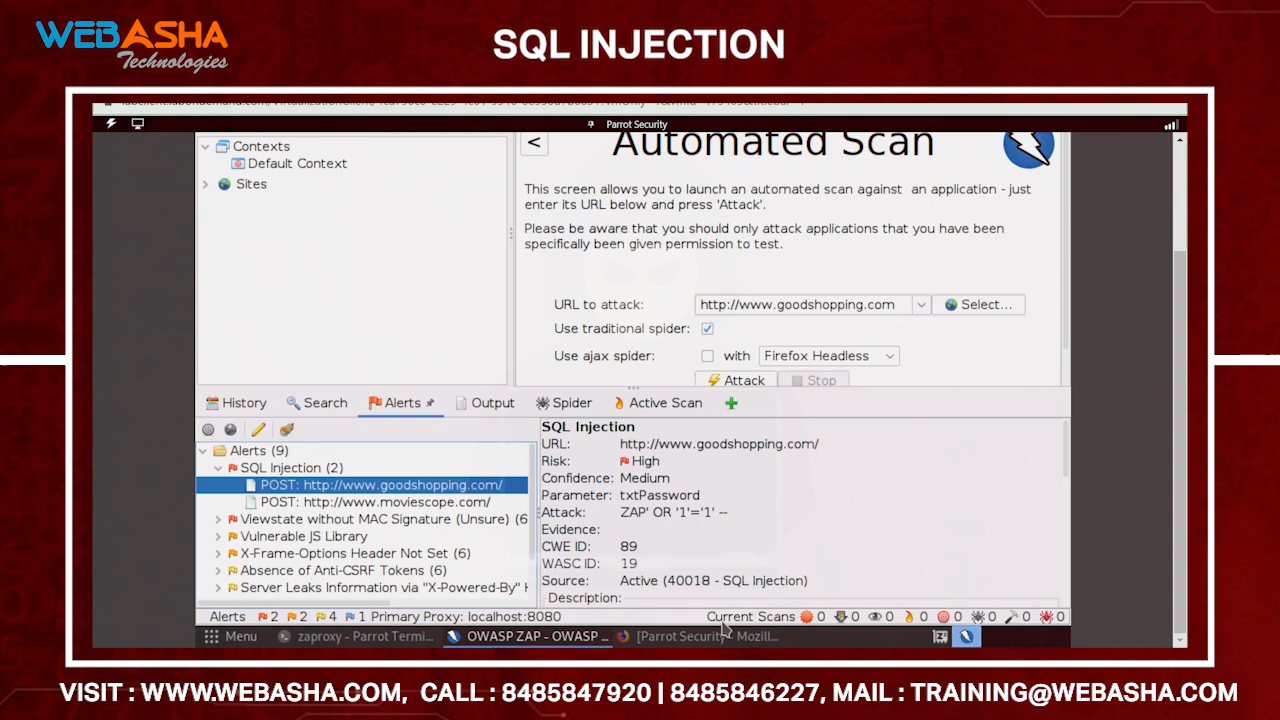 WEBASHA
Technologies
SQL INJECTION
Parrot Security
Contexts
Default Context
Sites
<
Automated Scan
This screen allows you to launch an automated scan against an application - just
enter its URL below and press 'Attack'.
Please be aware that you should only attack applications that you have been
specifically been given permission to test.
URL to attack: http://www.goodshopping.com Select...
Use traditional spider:
Use ajax spider: with Firefox Headless
Attack Stop
History Search Alerts Output Spider Active Scan
Alerts (9)
SQL Injection (2)
POST: http://www.goodshopping.com/
POST: http://www.moviescope.com/
Viewstate without MAC Signature (Unsure) (6
Vulnerable JS Library
X-Frame-Options Header Not Set (6)
Absence of Anti-CSRF Tokens (6)
Server Leaks Information via "X-Powered-By" H
SQL Injection
URL: http://www.goodshopping.com/
Risk: High
Confidence: Medium
Parameter: txtPassword
Attack: ZAP' OR '1'='1' --
Evidence:
CWE ID: 89
WASC ID: 19
Source: Active (40018 - SQL Injection)
Description:
Alerts 2 2 4 1 Primary Proxy: localhost:8080 Current Scans 0 0 0 0 0 0 0 0
Menu zaproxy - Parrot Termi... OWASP ZAP - OWASP ... [Parrot Security - Mozill...
VISIT : WWW.WEBASHA.COM, CALL : 8485847920 | 8485846227, MAIL : TRAINING@WEBASHA.COM